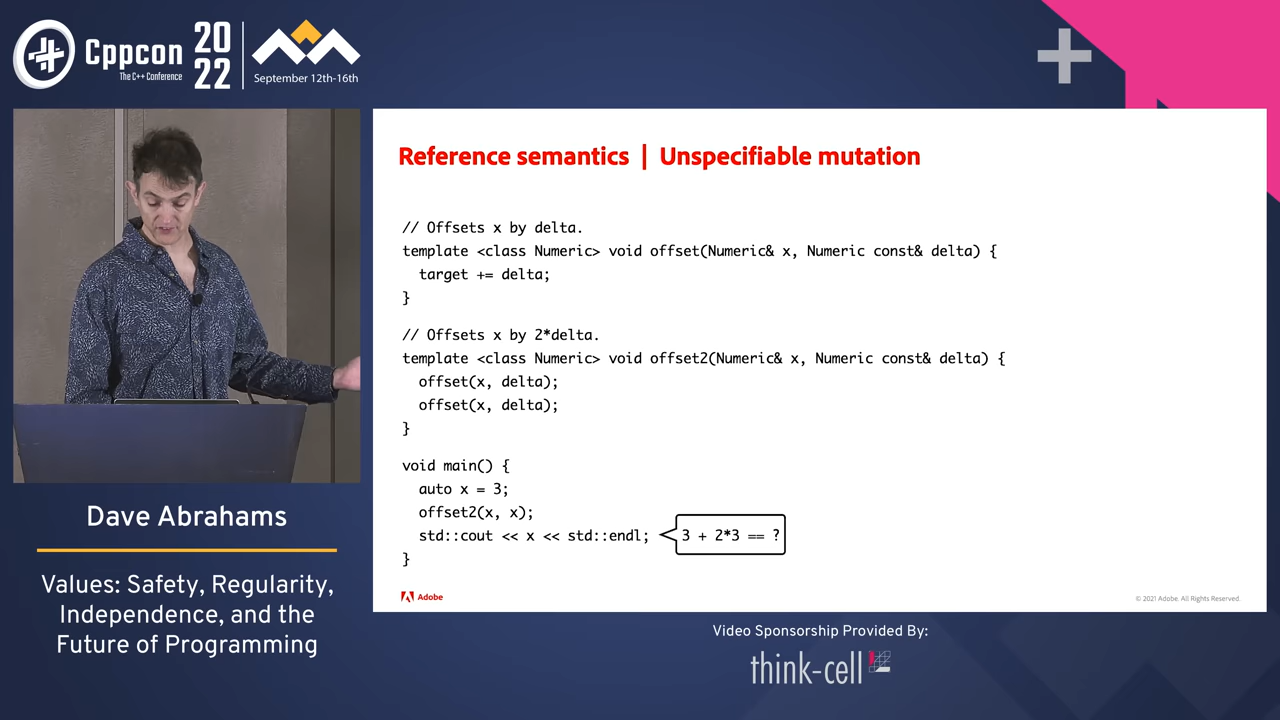 Cppcon
The C++ Conference
20
22
September 12th-16th
Reference semantics | Unspecifiable mutation
// Offsets x by delta.
template <class Numeric> void offset(Numeric& x, Numeric const& delta) {
  target += delta;
}
// Offsets x by 2*delta.
template <class Numeric> void offset2(Numeric& x, Numeric const& delta) {
  offset(x, delta);
  offset(x, delta);
}
void main() {
  auto x = 3;
  offset2(x, x);
  std::cout << x << std::endl;
3 + 2*3 == ?
}
Adobe
© 2021 Adobe. All Rights Reserved.
Dave Abrahams
Values: Safety, Regularity,
Independence, and the
Future of Programming
Video Sponsorship Provided By:
think-cell